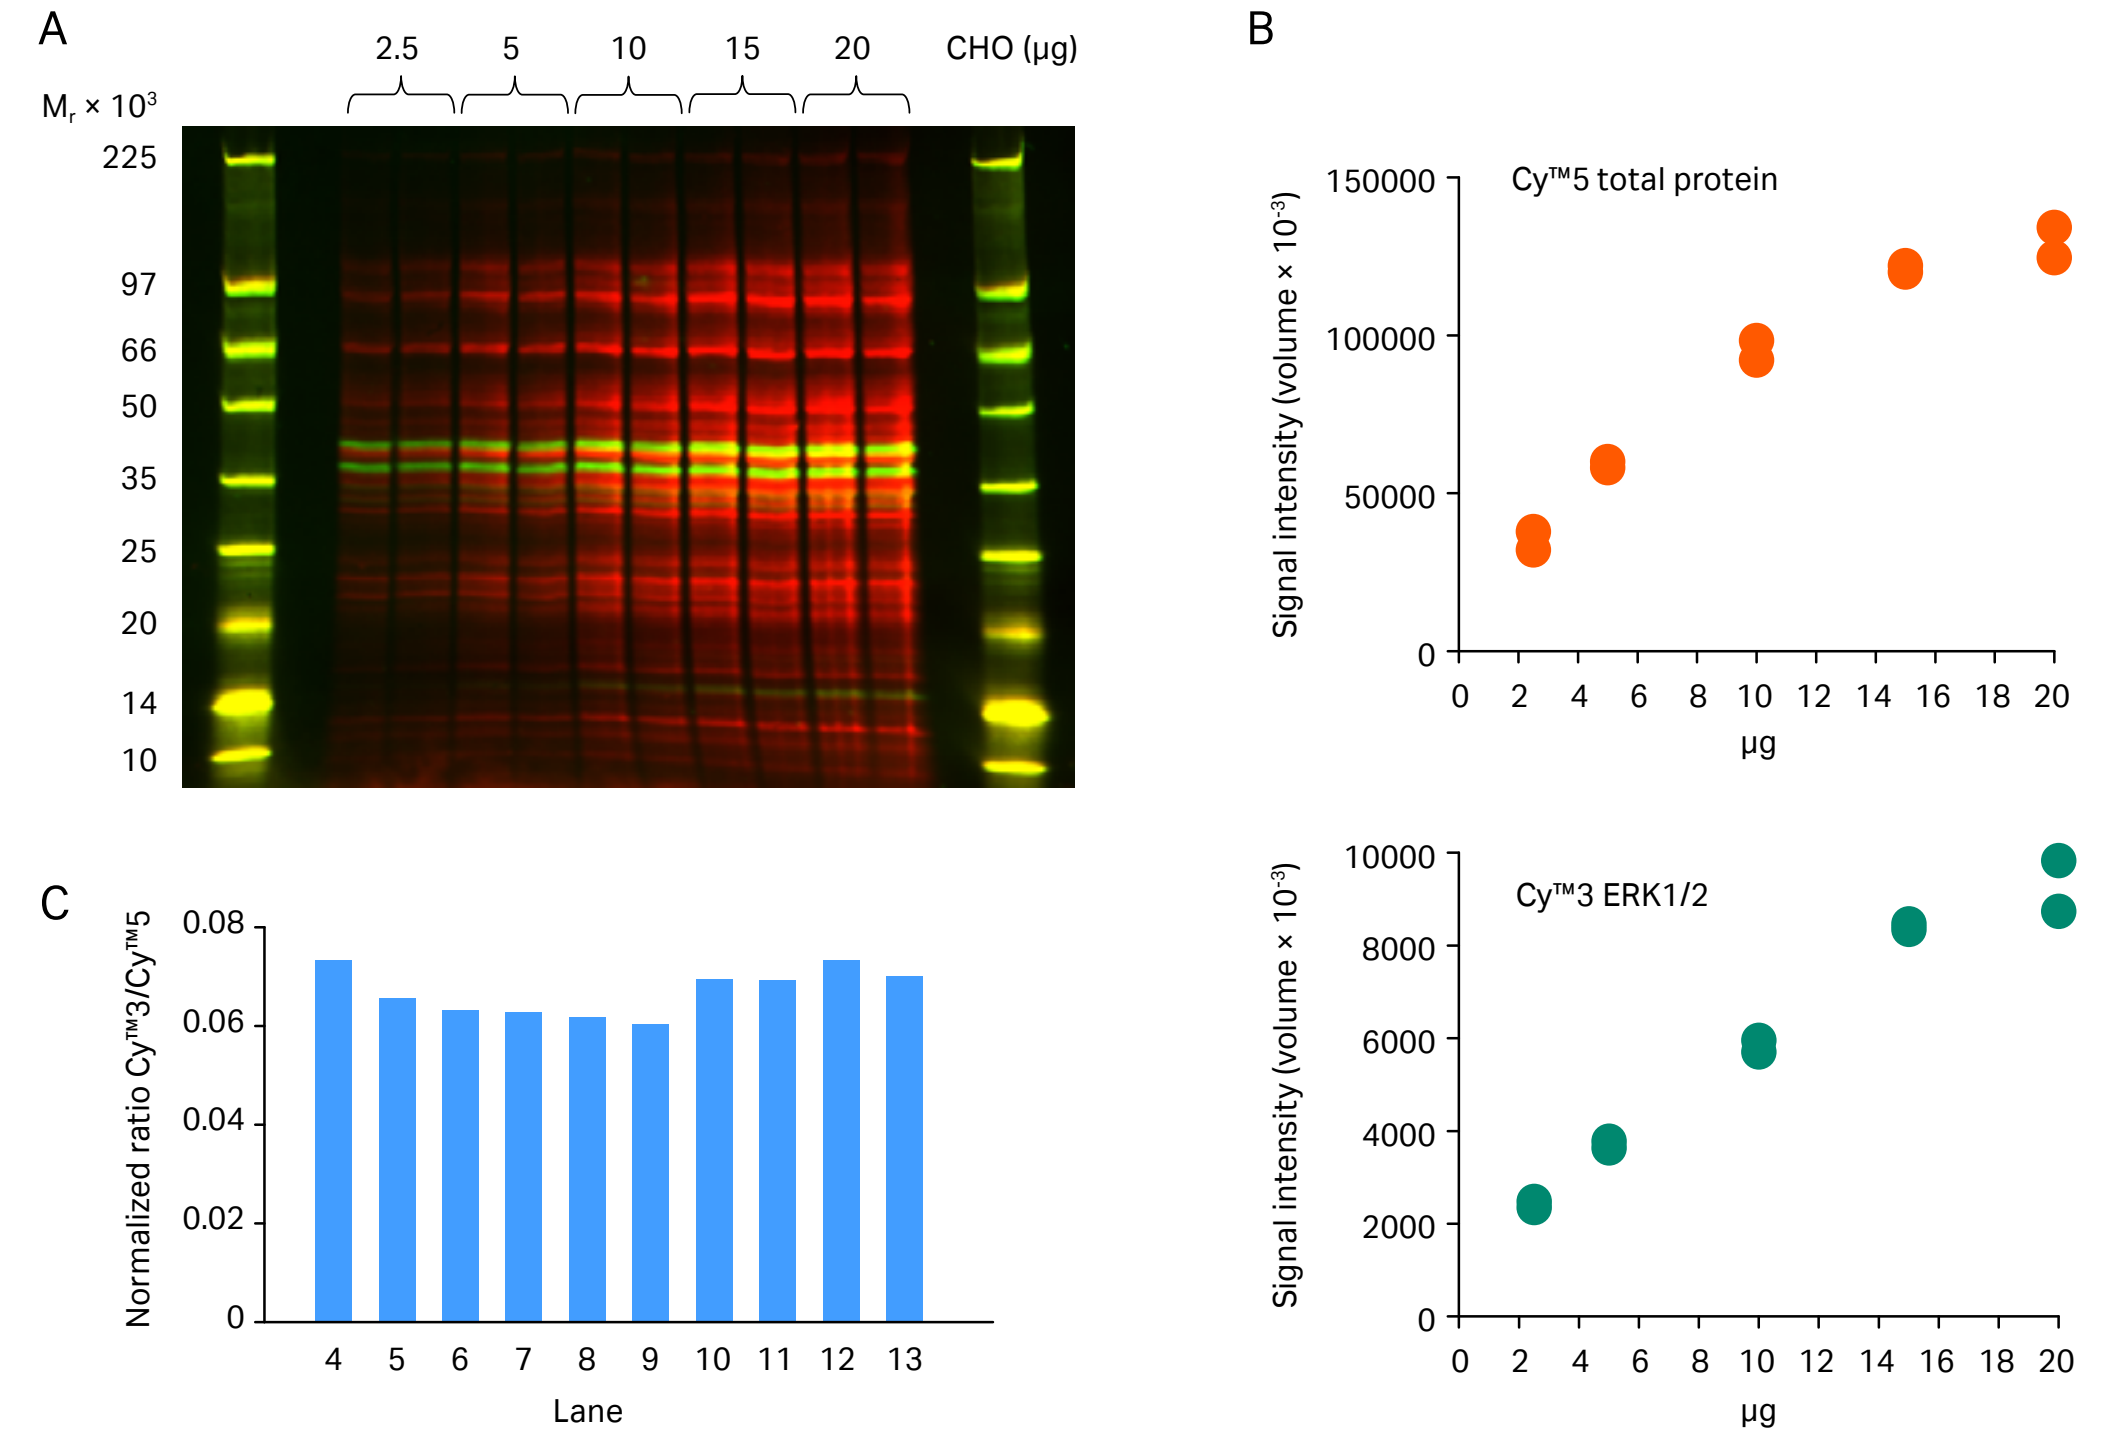 A
2.5 5 10 15 20 CHO (µg)
Mr × 10³
225
97
66
50
35
25
20
14
10
B
Cy™5 total protein
Signal intensity (volume × 10⁻³)
150000
100000
50000
0
0 2 4 6 8 10 12 14 16 18 20
µg
Cy™3 ERK1/2
Signal intensity (volume × 10⁻³)
10000
8000
6000
4000
2000
0
0 2 4 6 8 10 12 14 16 18 20
µg
C
Normalized ratio Cy™3/Cy™5
0.08
0.06
0.04
0.02
0
4 5 6 7 8 9 10 11 12 13
Lane